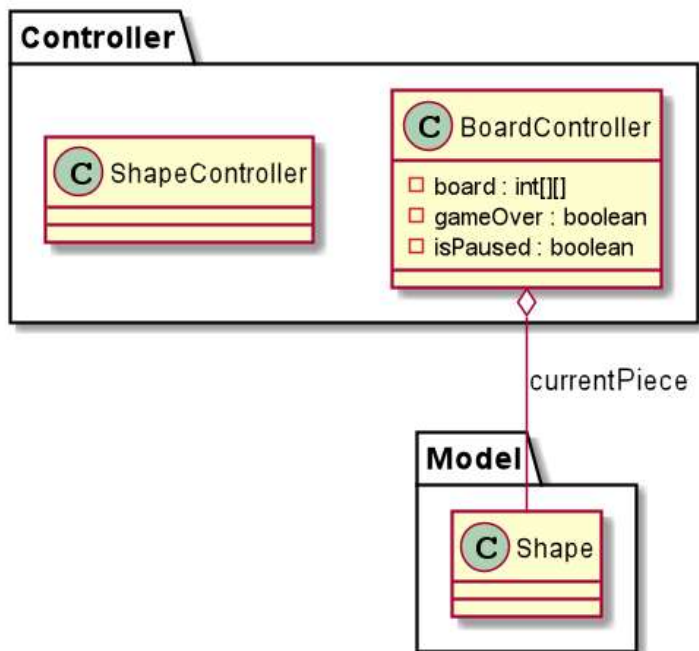 Controller
C ShapeController
C BoardController
board : int[][]
gameOver : boolean
isPaused : boolean
currentPiece
Model
C Shape